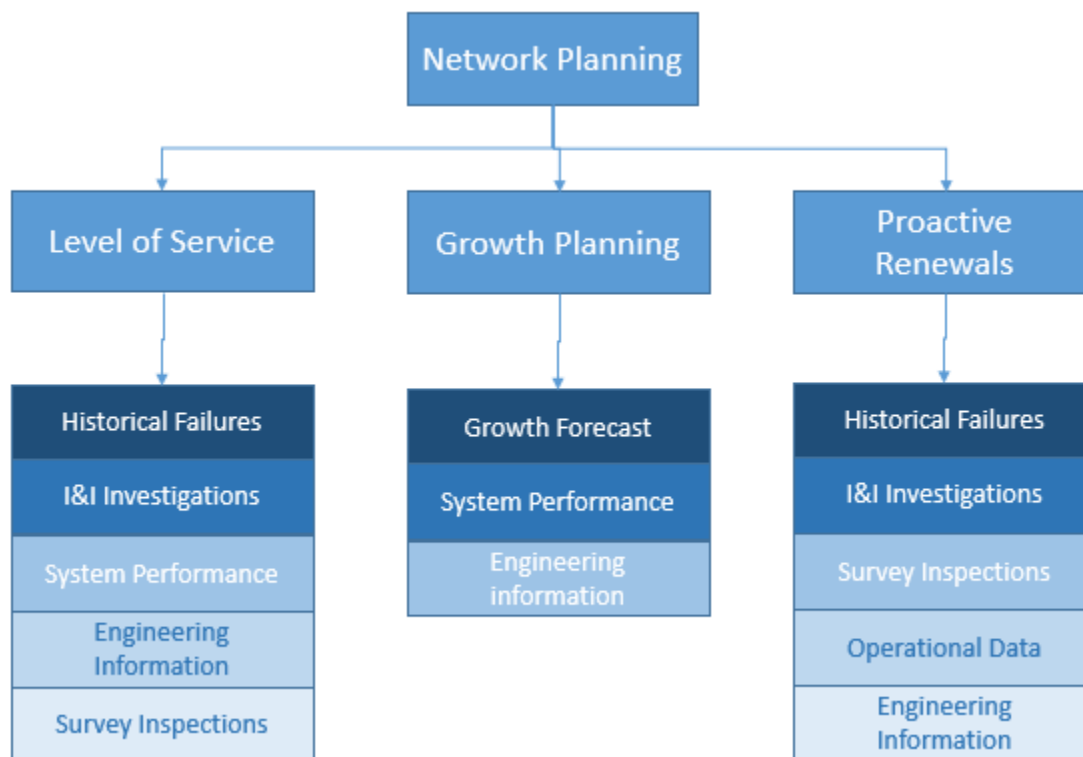 Network Planning
Level of Service
Growth Planning
Proactive
Renewals
Historical Failures
I&I Investigations
System Performance
Engineering
Information
Survey Inspections
Growth Forecast
System Performance
Engineering
information
Historical Failures
I&I Investigations
Survey Inspections
Operational Data
Engineering
Information